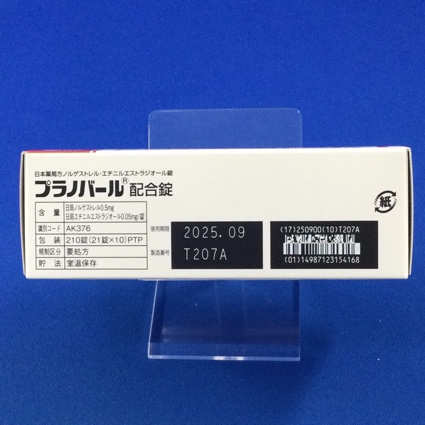 日本薬局方ノルゲストレル・エチニルエストラジオール錠
プラノバール®配合錠
含 量 日局ノルゲストレル0.5mg
日局エチニルエストラジオール0.05mg/錠
識別コード AK376
包 装 210錠(21錠×10)PTP
規制区分 要処方
貯 法 室温保存
使用期限 2025.09
製造番号 T207A
(17)250900(10)T207A
(01)14987123154168
紙